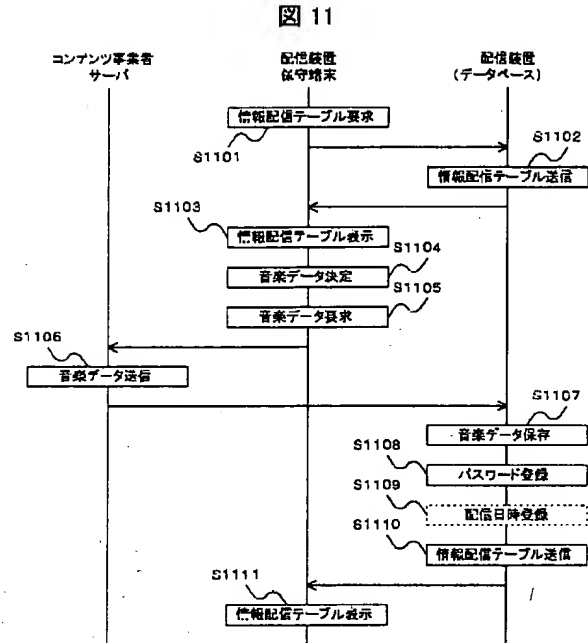 図 11
コンテンツ事業者
サーバ
配信装置
保守端末
配信装置
(データベース)
情報配信テーブル要求
S1101
S1102
情報配信テーブル送信
S1103
情報配信テーブル表示
S1104
音楽データ決定
S1105
音楽データ要求
S1106
音楽データ送信
S1107
音楽データ保存
S1108
パスワード登録
S1109
配信日時登録
S1110
情報配信テーブル送信
S1111
情報配信テーブル表示